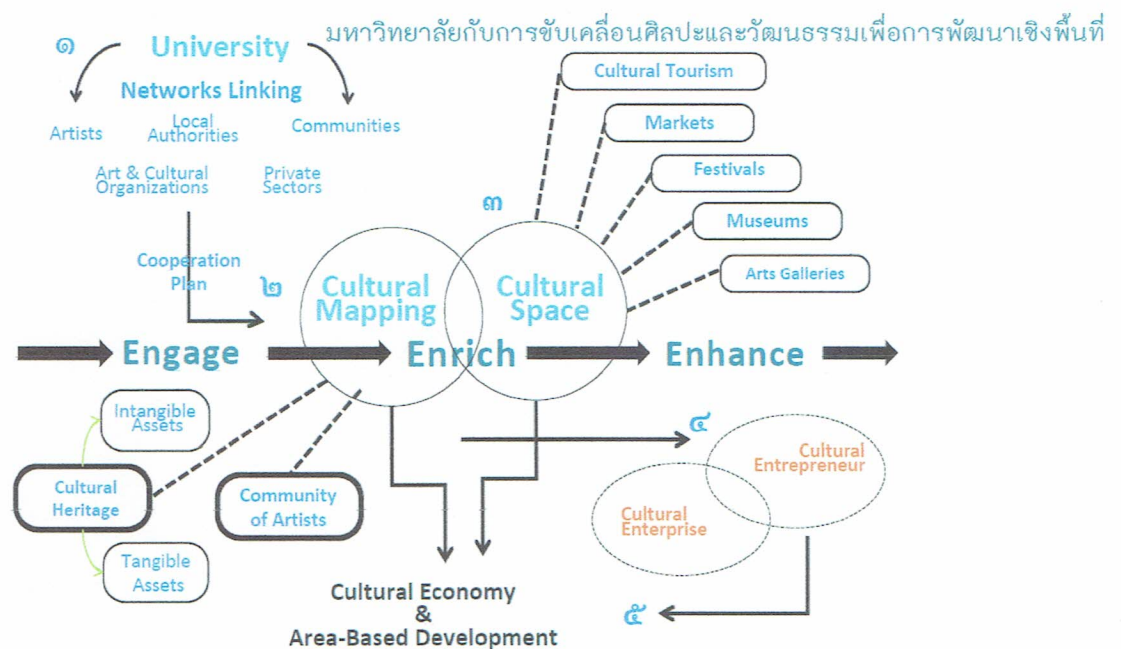 มหาวิทยาลัยกับการขับเคลื่อนศิลปะและวัฒนธรรมเพื่อการพัฒนาเชิงพื้นที่
๑
University
Networks Linking
Artists
Local
Authorities
Communities
Art & Cultural
Organizations
Private
Sectors
Cooperation
Plan
๒
Cultural
Mapping
๓
Cultural
Space
Cultural Tourism
Markets
Festivals
Museums
Arts Galleries
Engage
Enrich
Enhance
Intangible
Assets
Cultural
Heritage
Tangible
Assets
Community
of Artists
Cultural Economy
&
Area-Based Development
๔
Cultural
Entrepreneur
Cultural
Enterprise
๕